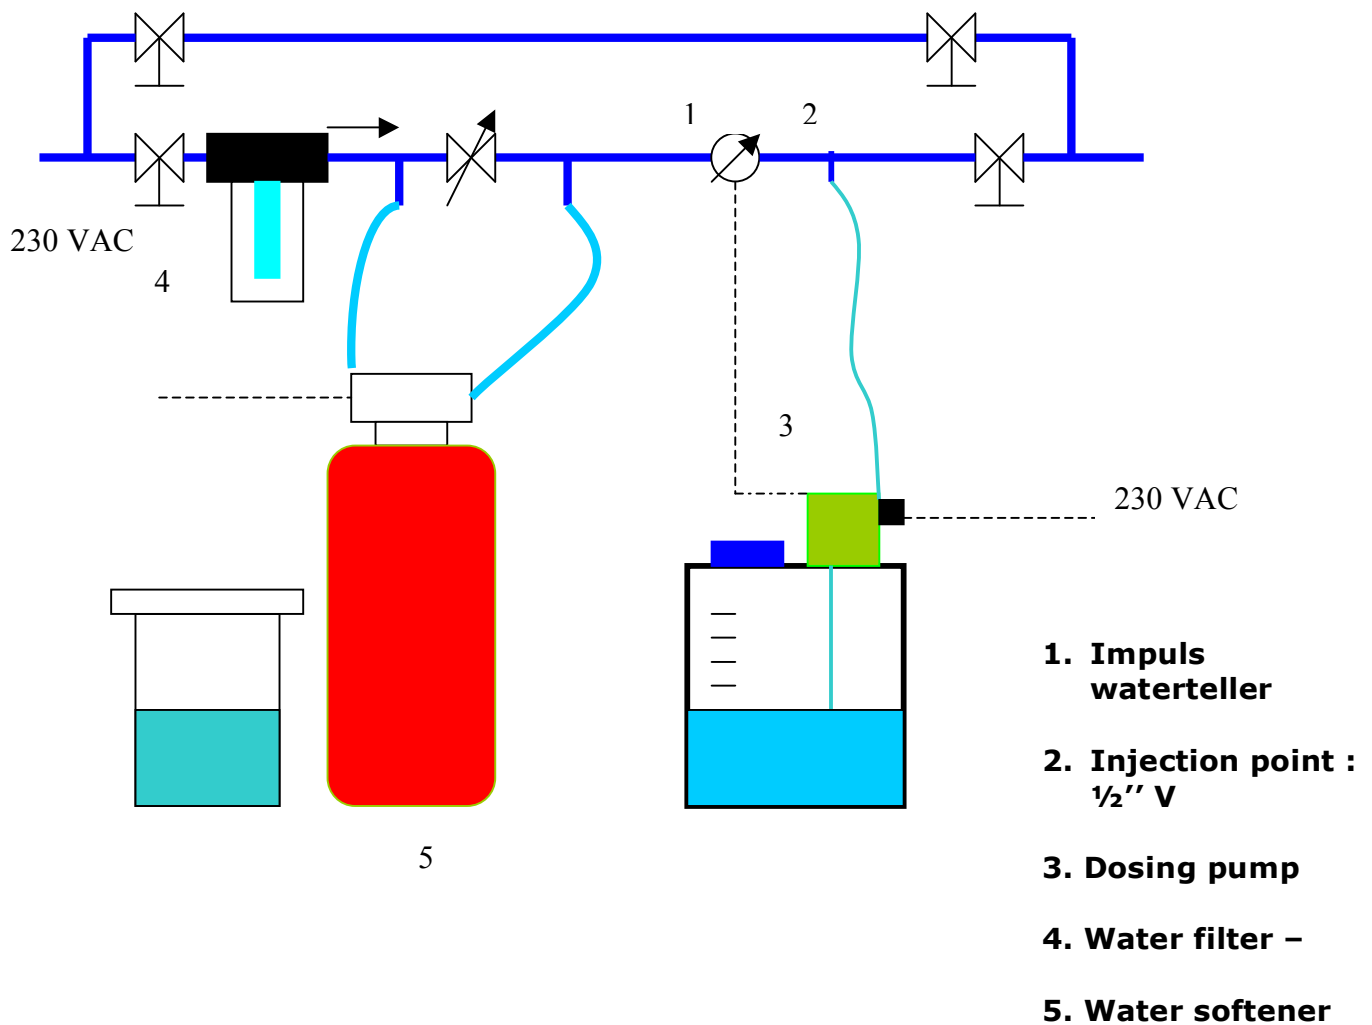 1
2
230 VAC
4
3
230 VAC
5
1. Impuls
waterteller
2. Injection point :
½’’ V
3. Dosing pump
4. Water filter –
5. Water softener